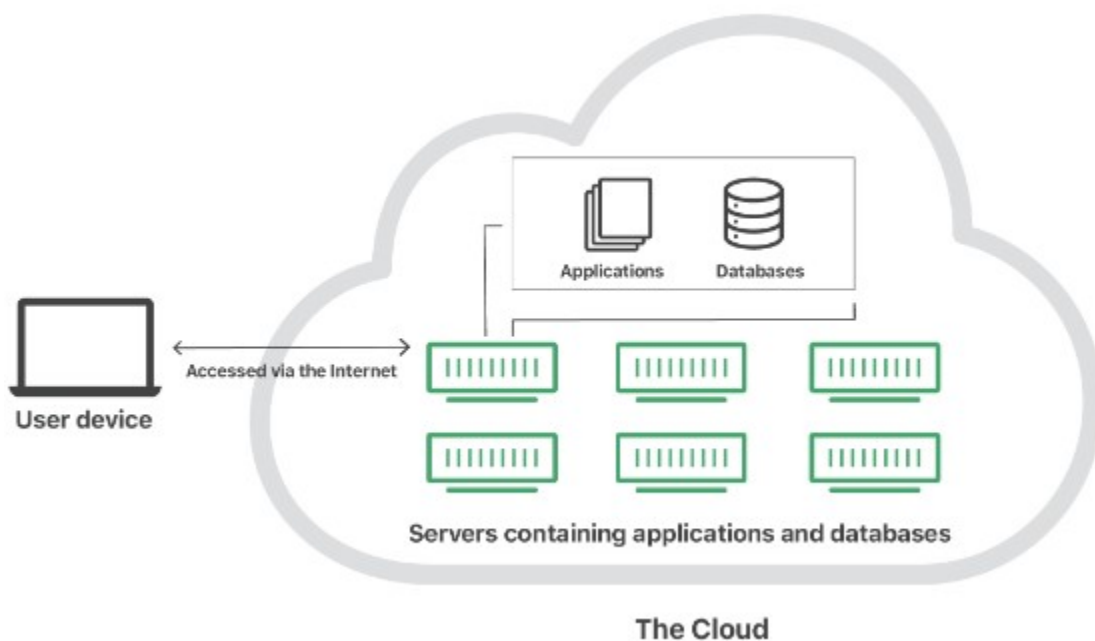 Applications
Databases
Accessed via the Internet
User device
Servers containing applications and databases
The Cloud